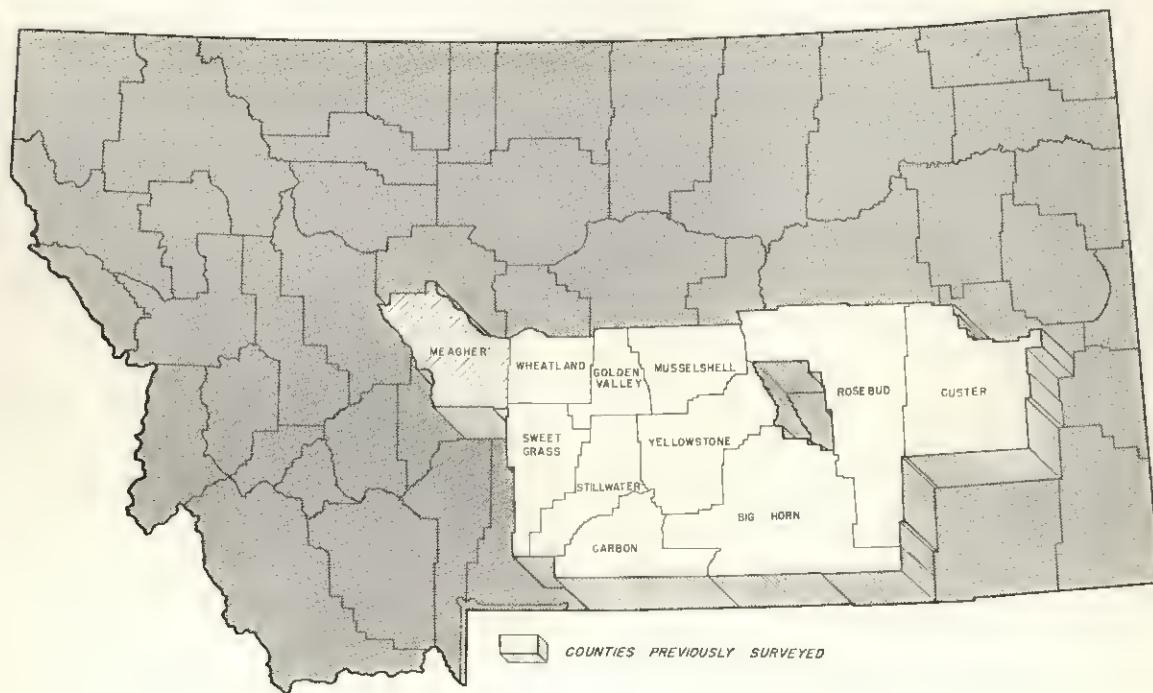 MEAGHER
WHEATLAND
GOLDEN
VALLEY
MUSSELSHELL
ROSEBUD
CUSTER
SWEET
GRASS
YELLOWSTONE
STILLWATER
BIG HORN
CARBON
COUNTIES PREVIOUSLY SURVEYED